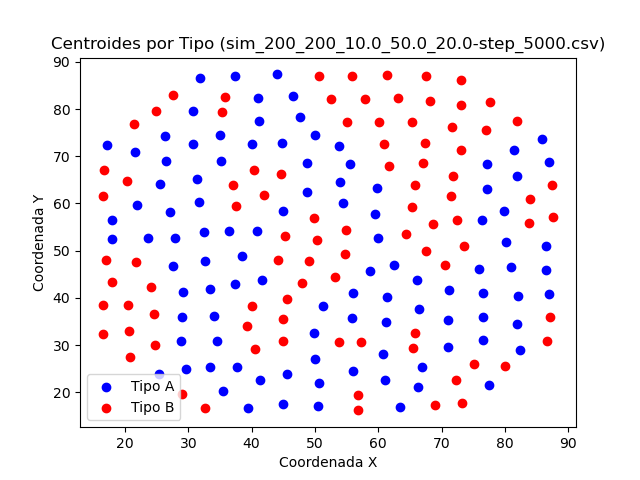 Centroides por Tipo (sim_200_200_10.0_50.0_20.0-step_5000.csv)
90
80
70
60
50
40
30
20
Coordenada Y
Tipo A
Tipo B
20 30 40 50 60 70 80 90
Coordenada X